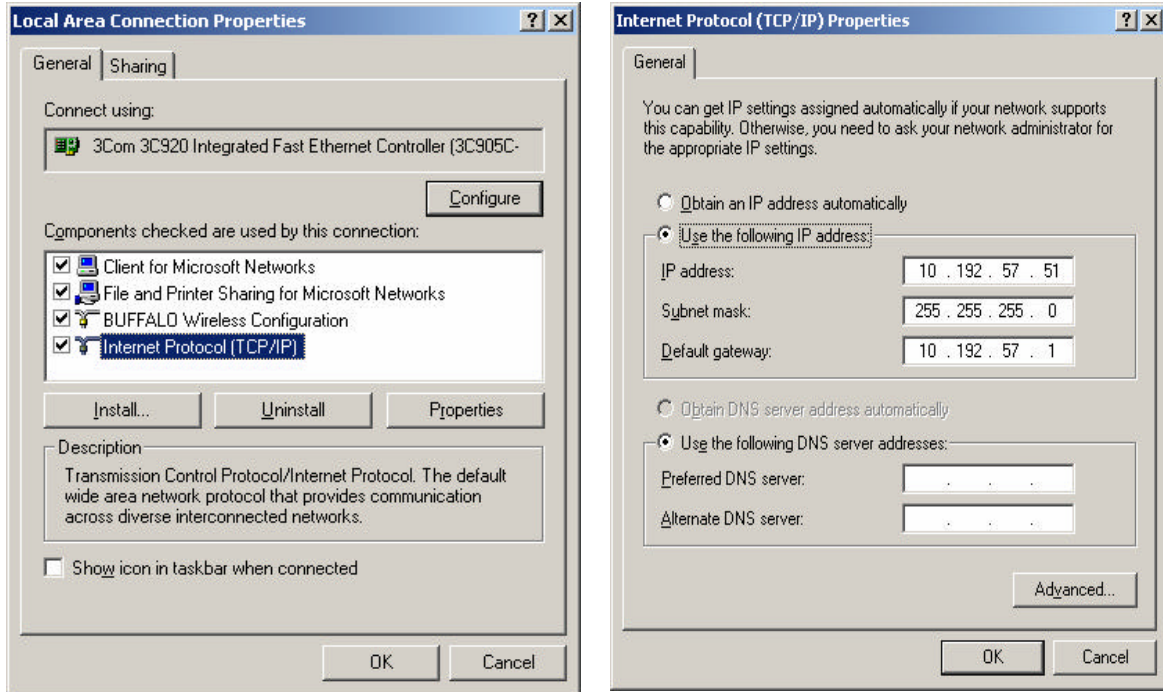 Local Area Connection Properties
General
Sharing
Connect using:
3Com 3C920 Integrated Fast Ethernet Controller (3C905C-
Configure
Components checked are used by this connection:
Client for Microsoft Networks
File and Printer Sharing for Microsoft Networks
BUFFALO Wireless Configuration
Internet Protocol (TCP/IP)
Install...
Uninstall
Properties
Description
Transmission Control Protocol/Internet Protocol. The default
wide area network protocol that provides communication
across diverse interconnected networks.
Show icon in taskbar when connected
OK
Cancel
Internet Protocol (TCP/IP) Properties
General
You can get IP settings assigned automatically if your network supports
this capability. Otherwise, you need to ask your network administrator for
the appropriate IP settings.
Obtain an IP address automatically
Use the following IP address:
IP address: 10 . 192 . 57 . 51
Subnet mask: 255 . 255 . 255 . 0
Default gateway: 10 . 192 . 57 . 1
Obtain DNS server address automatically
Use the following DNS server addresses:
Preferred DNS server: . . .
Alternate DNS server: . . .
Advanced...
OK
Cancel